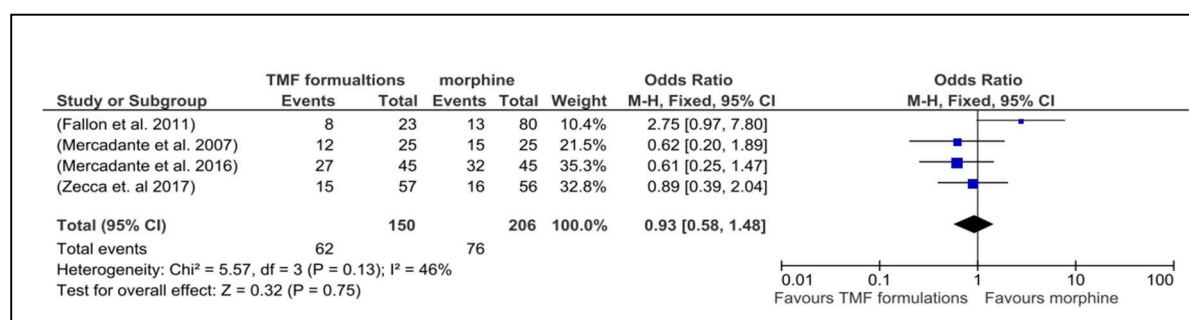 TMF formualtions morphine Odds Ratio Odds Ratio
Study or Subgroup Events Total Events Total Weight M-H, Fixed, 95% CI M-H, Fixed, 95% CI
(Fallon et al. 2011) 8 23 13 80 10.4% 2.75 [0.97, 7.80]
(Mercadante et al. 2007) 12 25 15 25 21.5% 0.62 [0.20, 1.89]
(Mercadante et al. 2016) 27 45 32 45 35.3% 0.61 [0.25, 1.47]
(Zecca et. al 2017) 15 57 16 56 32.8% 0.89 [0.39, 2.04]
Total (95% CI) 150 206 100.0% 0.93 [0.58, 1.48]
Total events 62 76
Heterogeneity: Chi² = 5.57, df = 3 (P = 0.13); I² = 46%
Test for overall effect: Z = 0.32 (P = 0.75)
0.01 0.1 1 10 100
Favours TMF formulations Favours morphine